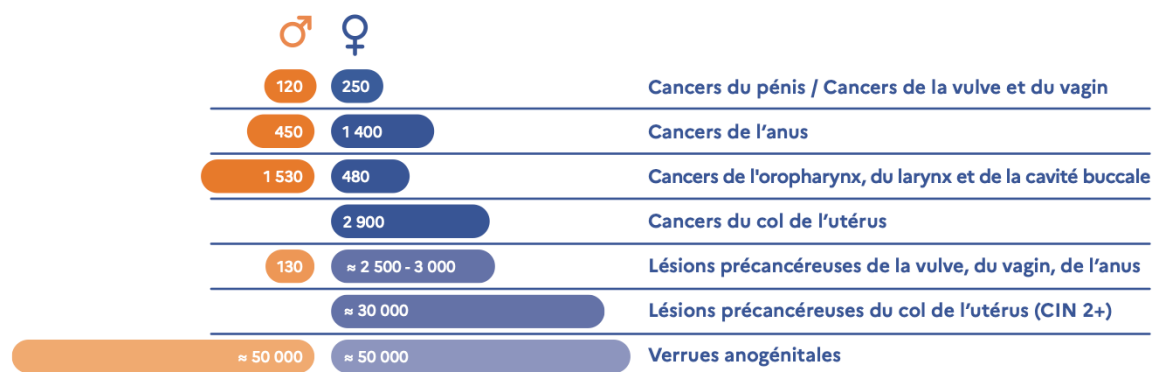 ♂ ♀
120 250 Cancers du pénis / Cancers de la vulve et du vagin
450 1 400 Cancers de l'anus
1 530 480 Cancers de l'oropharynx, du larynx et de la cavité buccale
2 900 Cancers du col de l'utérus
130 ≈ 2 500 - 3 000 Lésions précancéreuses de la vulve, du vagin, de l'anus
≈ 30 000 Lésions précancéreuses du col de l'utérus (CIN 2+)
≈ 50 000 ≈ 50 000 Verrues anogénitales